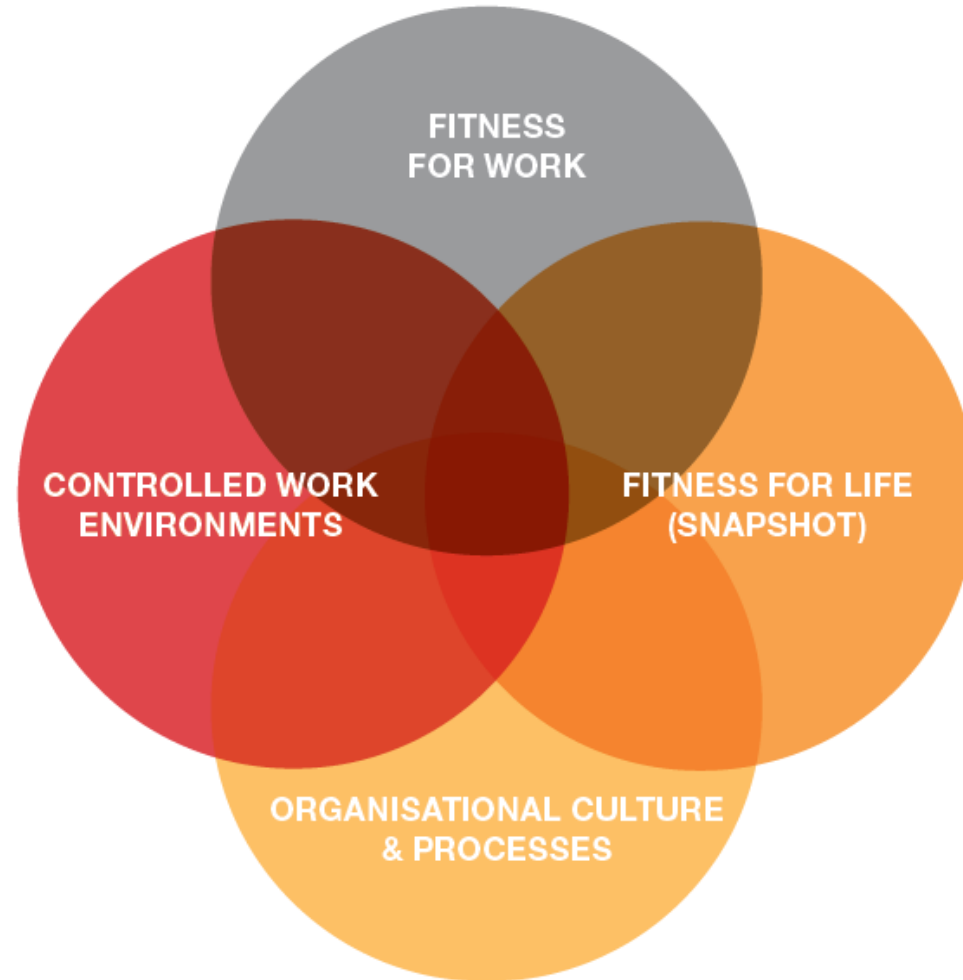 FITNESS
FOR WORK
CONTROLLED WORK
ENVIRONMENTS
FITNESS FOR LIFE
(SNAPSHOT)
ORGANISATIONAL CULTURE
& PROCESSES